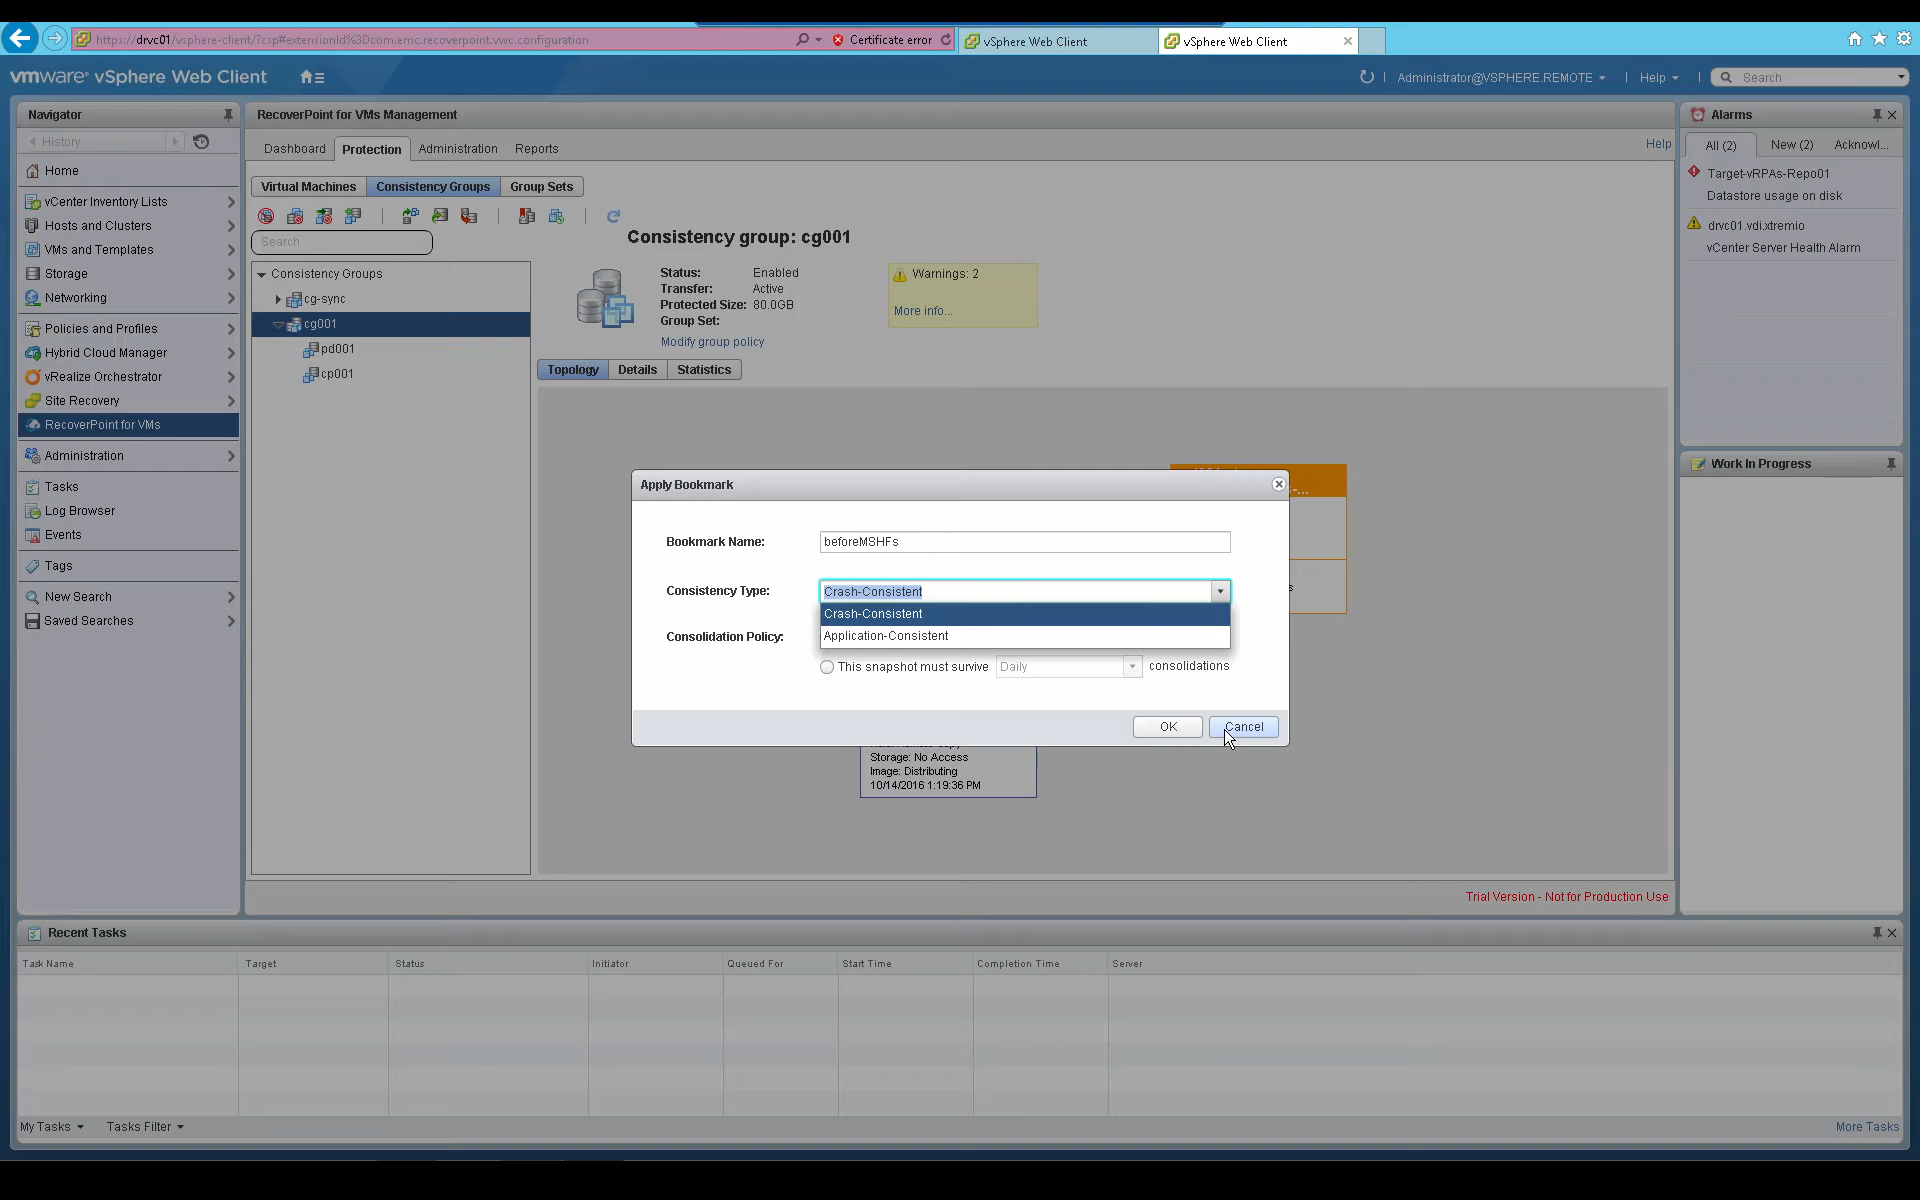 https://drvc01/vsphere-client/?csp#extensionId%3Dcom.emc.recoverpoint.vwc.configuration
Certificate error
vSphere Web Client
vSphere Web Client
vmware® vSphere Web Client
Administrator@VSPHERE.REMOTE
Help
Search
Navigator
History
Home
vCenter Inventory Lists
Hosts and Clusters
VMs and Templates
Storage
Networking
Policies and Profiles
Hybrid Cloud Manager
vRealize Orchestrator
Site Recovery
RecoverPoint for VMs
Administration
Tasks
Log Browser
Events
Tags
New Search
Saved Searches
RecoverPoint for VMs Management
Dashboard
Protection
Administration
Reports
Help
Virtual Machines
Consistency Groups
Group Sets
Search
Consistency Groups
cg-sync
cg001
pd001
cp001
Consistency group: cg001
Status: Enabled
Transfer: Active
Protected Size: 80.0GB
Group Set:
Modify group policy
Warnings: 2
More info...
Topology
Details
Statistics
Apply Bookmark
Bookmark Name: beforeMSHFs
Consistency Type: Crash-Consistent
Crash-Consistent
Application-Consistent
Consolidation Policy:
This snapshot must survive Daily consolidations
OK
Cancel
Storage: No Access
Image: Distributing
10/14/2016 1:19:36 PM
Trial Version - Not for Production Use
Alarms
All (2)
New (2)
Acknowl...
Target-vRPAs-Repo01
Datastore usage on disk
drvc01.vdi.xtremio
vCenter Server Health Alarm
Work In Progress
Recent Tasks
Task Name
Target
Status
Initiator
Queued For
Start Time
Completion Time
Server
My Tasks
Tasks Filter
More Tasks